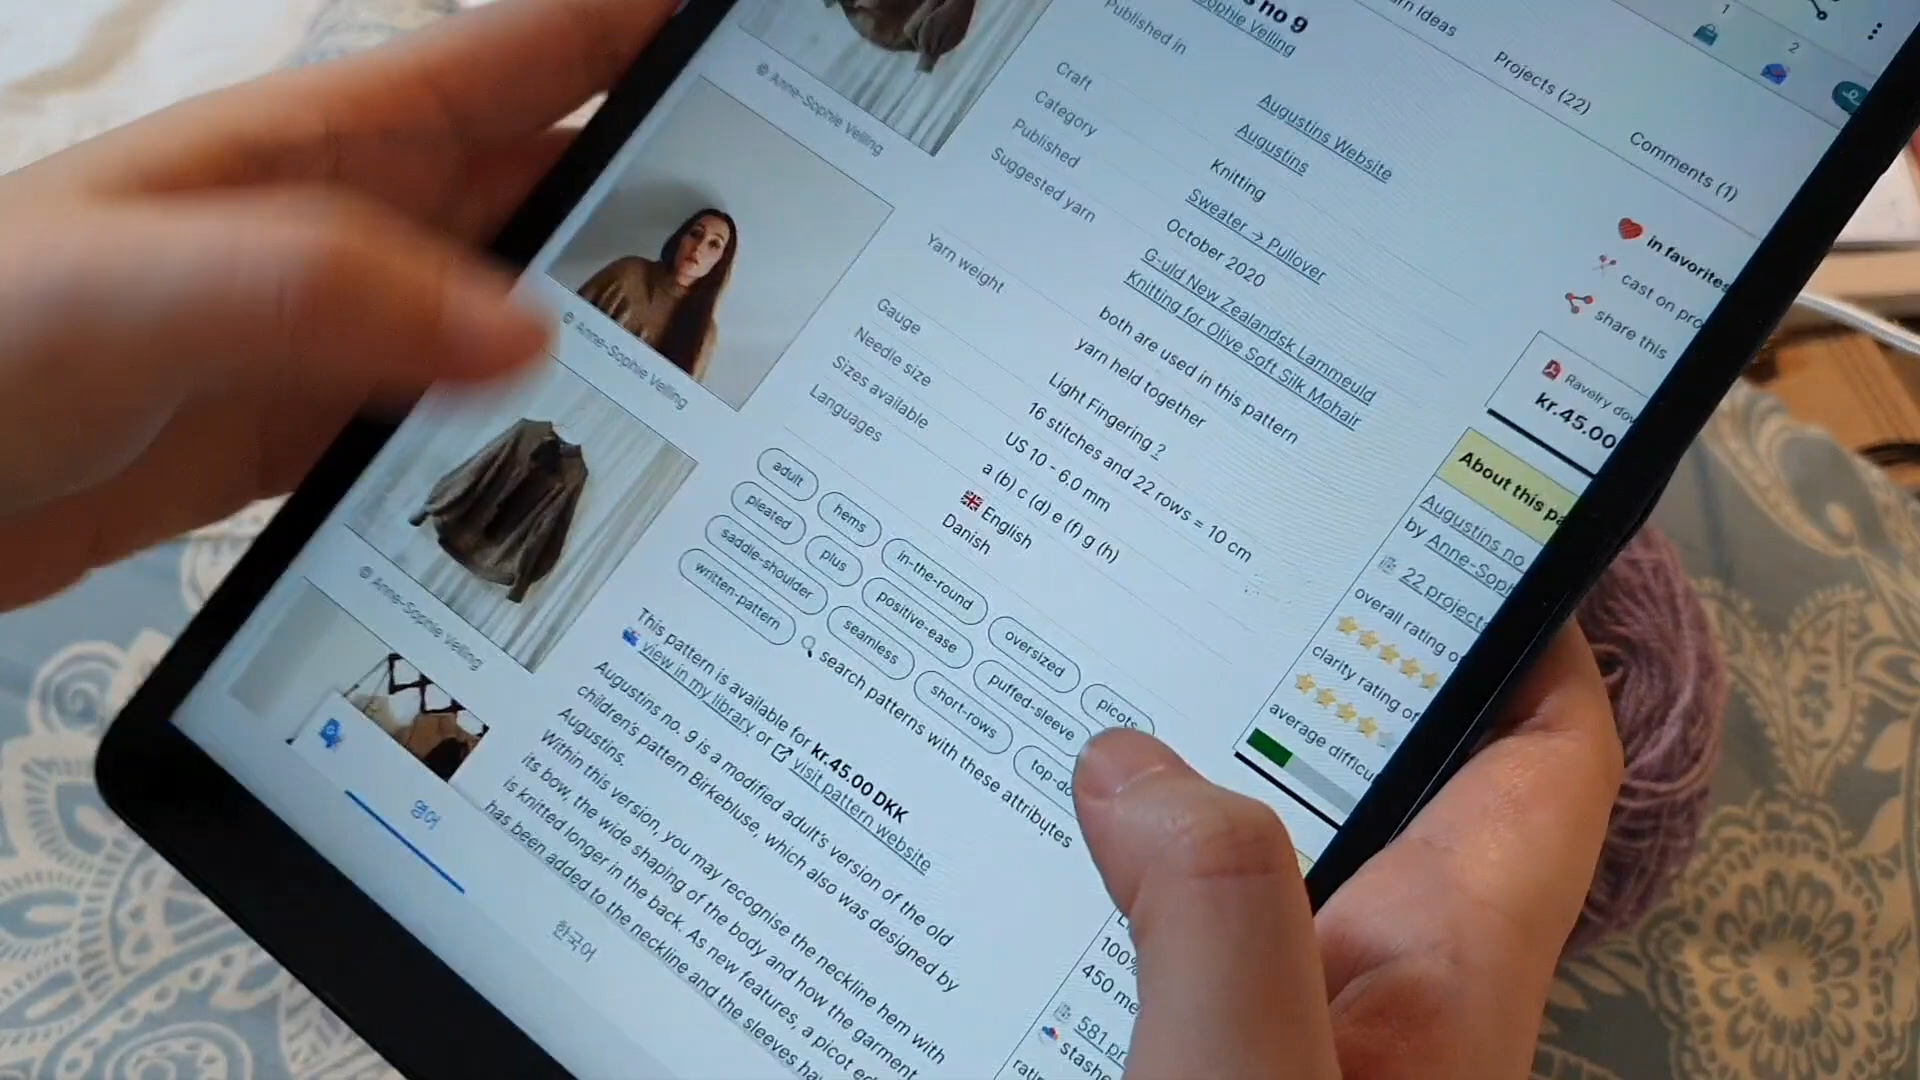 no 9
Sophie Velling
Projects (22)
Comments (1)
1
2
Published in
Augustins Website
Augustins
Craft
Knitting
Category
Sweater → Pullover
Published
October 2020
Suggested yarn
G-uld New Zealandsk Lammeuld
Knitting for Olive Soft Silk Mohair
both are used in this pattern
yarn held together
Yarn weight
Light Fingering ?
Gauge
16 stitches and 22 rows = 10 cm
Needle size
US 10 - 6.0 mm
Sizes available
a (b) c (d) e (f) g (h)
Languages
English
Danish
adult
hems
in-the-round
oversized
picots
pleated
plus
positive-ease
puffed-sleeve
saddle-shoulder
seamless
short-rows
written-pattern
search patterns with these attributes
This pattern is available for kr.45.00 DKK
view in my library or visit pattern website
Augustins no. 9 is a modified adult's version of the old
children's pattern Birkebluse, which also was designed by
Augustins.
Within this version, you may recognise the neckline hem with
its bow, the wide shaping of the body and how the garment
is knitted longer in the back. As new features, a picot
has been added to the neckline and the sleeves
© Anne-Sophie Velling
© Anne-Sophie Velling
© Anne-Sophie Velling
in favorites
cast on
share this
Ravelry
kr.45.00
About this
Augustins no
by Anne-Soph
22 projects
overall rating
clarity rating
average
100%
450
581
영어
한국어